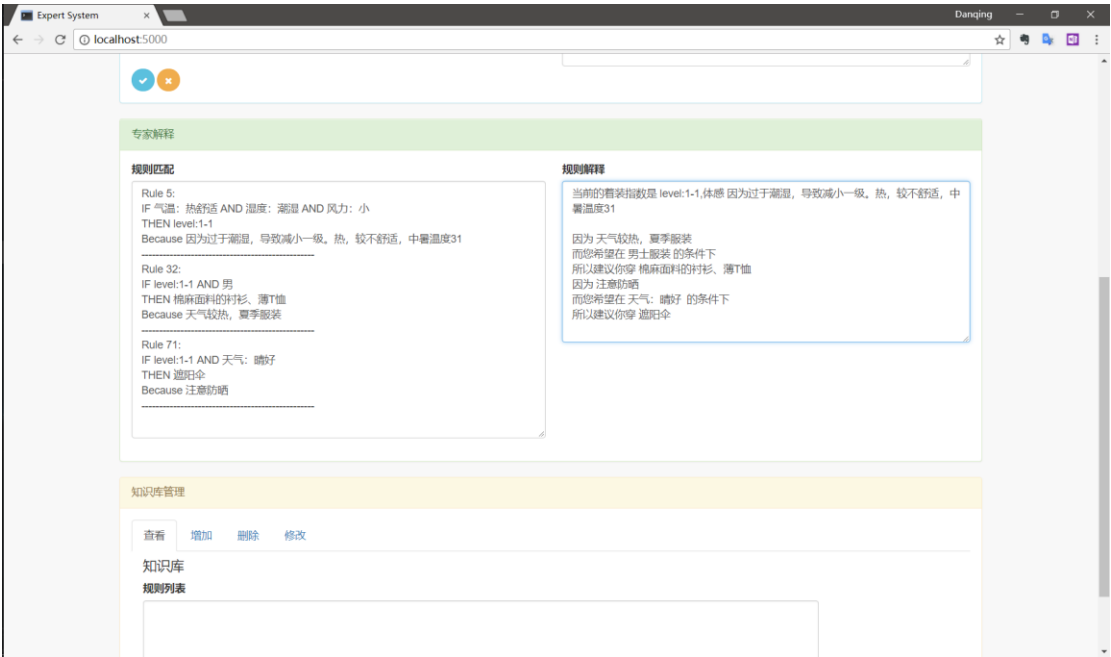 Expert System
Danqing
localhost:5000
专家解释
规则匹配
Rule 5:
IF 气温：热舒适 AND 湿度：潮湿 AND 风力：小
THEN level:1-1
Because 因为过于潮湿，导致减小一级。热，较不舒适，中暑温度31
------------------------------------------------
Rule 32:
IF level:1-1 AND 男
THEN 棉麻面料的衬衫、薄T恤
Because 天气较热，夏季服装
------------------------------------------------
Rule 71:
IF level:1-1 AND 天气：晴好
THEN 遮阳伞
Because 注意防晒
------------------------------------------------
规则解释
当前的着装指数是 level:1-1,体感 因为过于潮湿，导致减小一级。热，较不舒适，中
暑温度31
因为 天气较热，夏季服装
而您希望在 男士服装 的条件下
所以建议你穿 棉麻面料的衬衫、薄T恤
因为 注意防晒
而您希望在 天气：晴好 的条件下
所以建议你穿 遮阳伞
知识库管理
查看 增加 删除 修改
知识库
规则列表